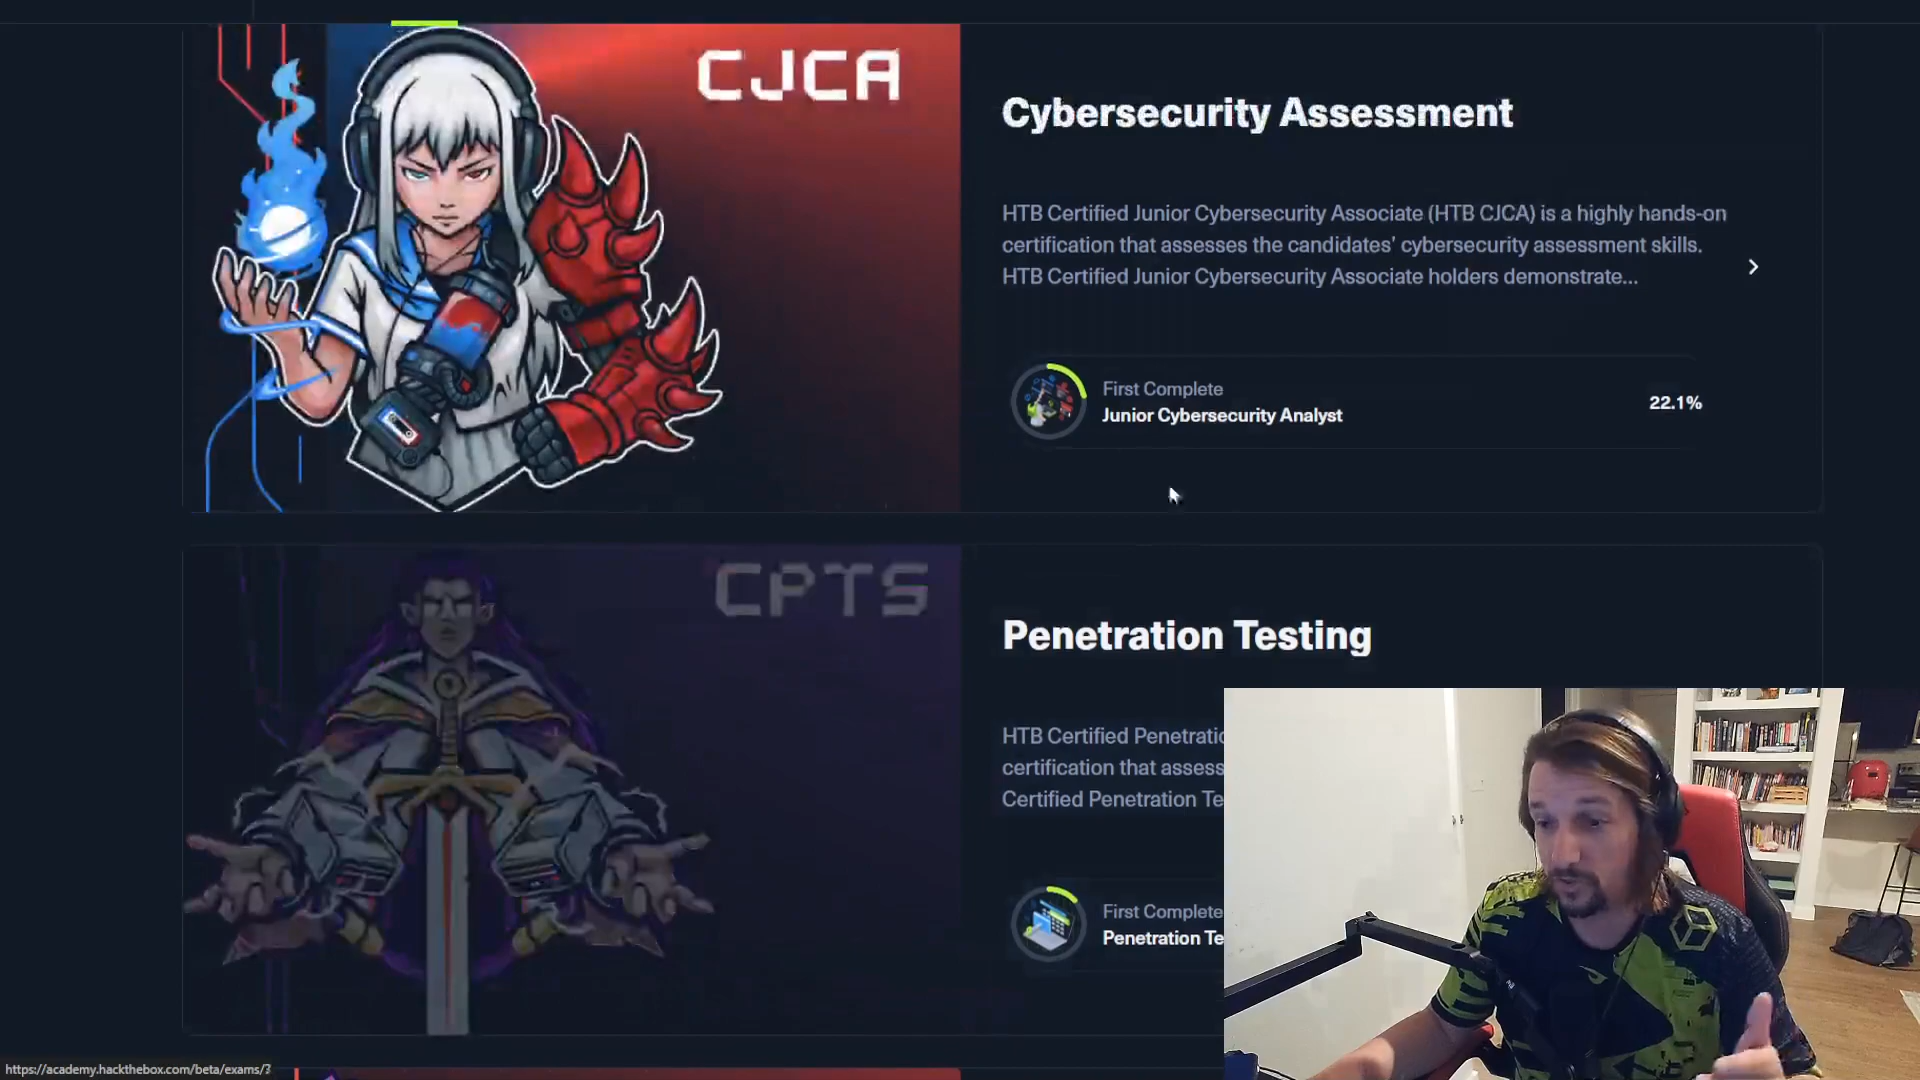 CJCA
Cybersecurity Assessment
HTB Certified Junior Cybersecurity Associate (HTB CJCA) is a highly hands-on
certification that assesses the candidates' cybersecurity assessment skills.
HTB Certified Junior Cybersecurity Associate holders demonstrate...
First Complete
Junior Cybersecurity Analyst
22.1%
CPTS
Penetration Testing
HTB Certified Penetratio
certification that assess
Certified Penetration Te
First Complete
Penetration Te
https://academy.hackthebox.com/beta/exams/7